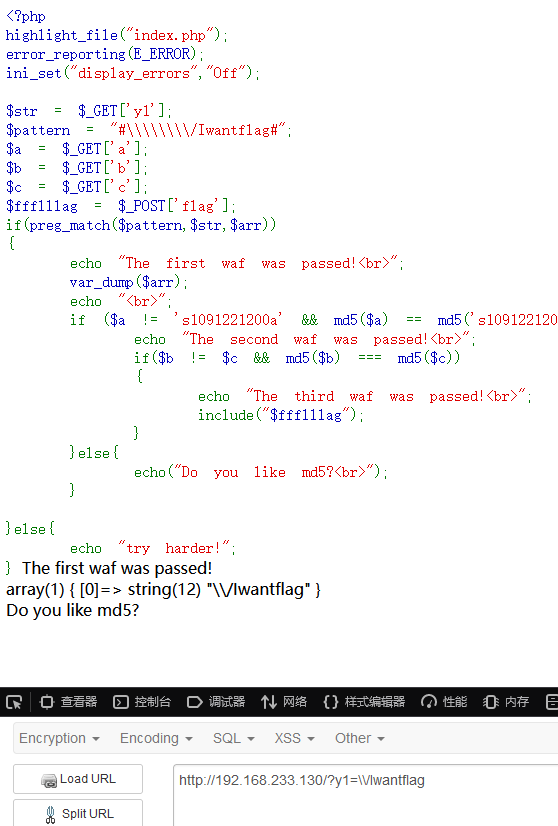 <?php
highlight_file("index.php");
error_reporting(E_ERROR);
ini_set("display_errors","Off");
$str = $_GET['y1'];
$pattern = "#\\\\\\\\/Iwantflag#";
$a = $_GET['a'];
$b = $_GET['b'];
$c = $_GET['c'];
$fff111ag = $_POST['f1ag'];
if(preg_match($pattern,$str,$arr))
{
echo "The first waf was passed!<br>";
var_dump($arr);
echo "<br>";
if ($a != 's1091221200a' && md5($a) == md5('s109122120
echo "The second waf was passed!<br>";
if($b != $c && md5($b) === md5($c))
{
echo "The third waf was passed!<br>";
include("$fff111ag");
}
}else{
echo("Do you like md5?<br>");
}
}else{
echo "try harder!";
} The first waf was passed!
array(1) { [0]=> string(12) "\\/Iwantflag" }
Do you like md5?
查看器 控制台 调试器 网络 样式编辑器 性能 内存
Encryption Encoding SQL XSS Other
Load URL
http://192.168.233.130/?y1=\\/Iwantflag
Split URL